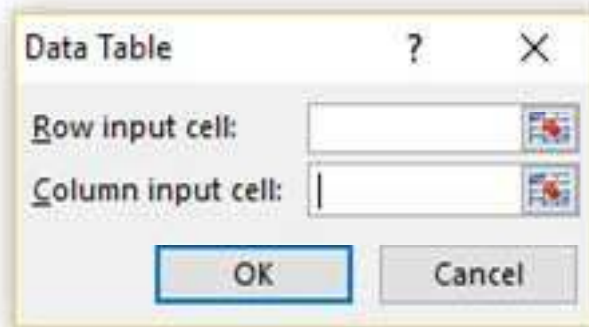 Data Table ?
Row input cell:
Column input cell:
OK Cancel